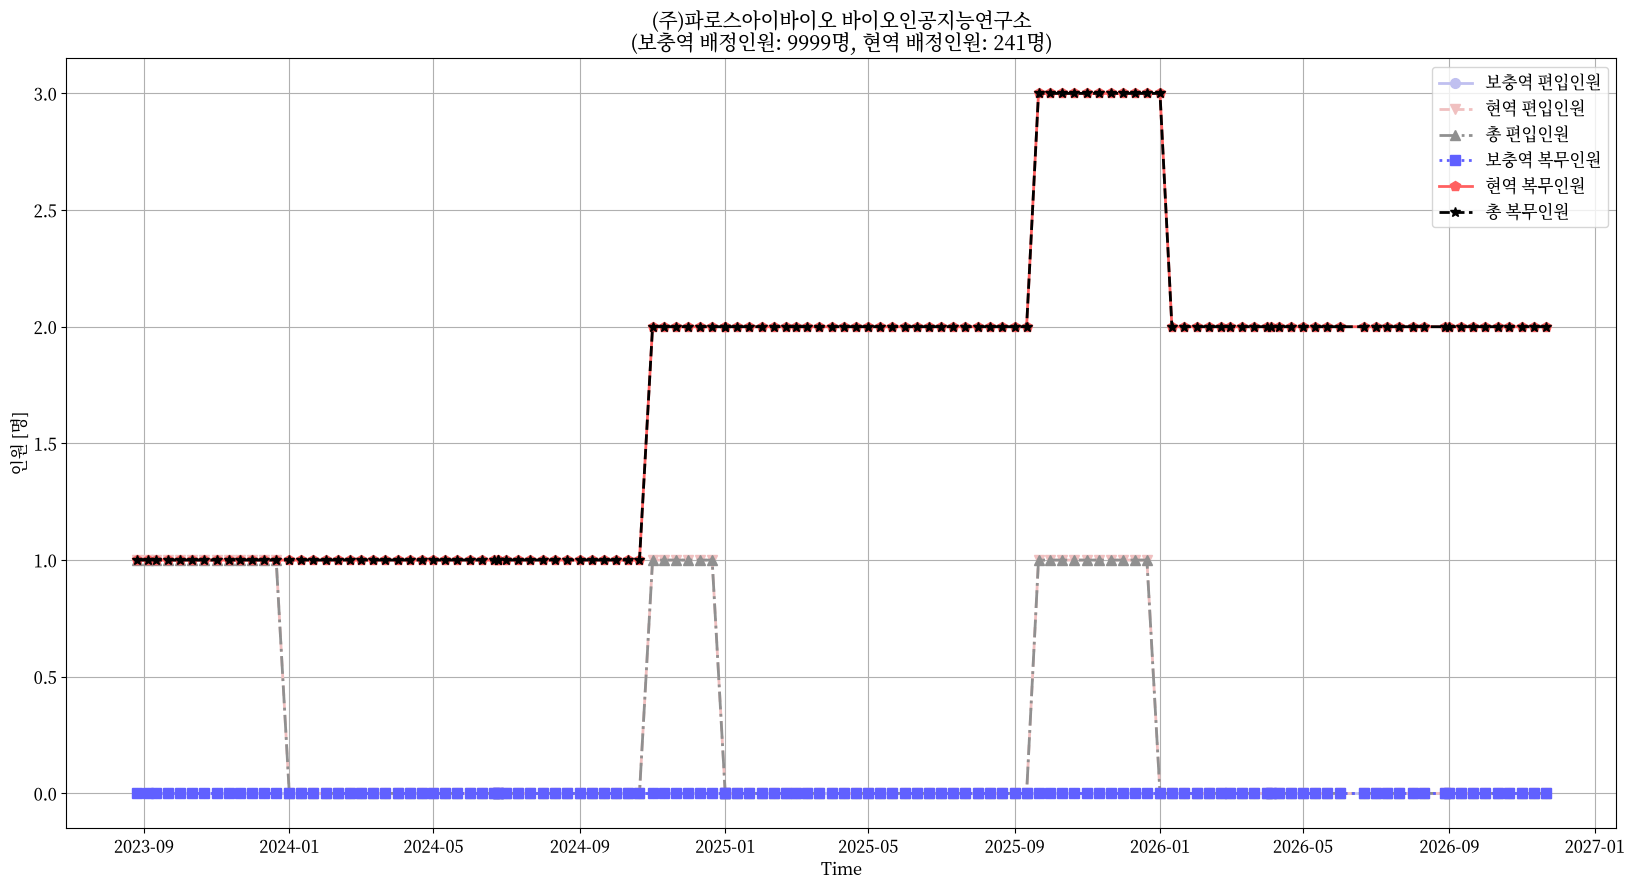 (주)파로스아이바이오 바이오인공지능연구소
(보충역 배정인원: 9999명, 현역 배정인원: 241명)
보충역 편입인원
현역 편입인원
총 편입인원
보충역 복무인원
현역 복무인원
총 복무인원
인원 [명]
3.0
2.5
2.0
1.5
1.0
0.5
0.0
2023-09
2024-01
2024-05
2024-09
2025-01
2025-05
2025-09
2026-01
2026-05
2026-09
2027-01
Time